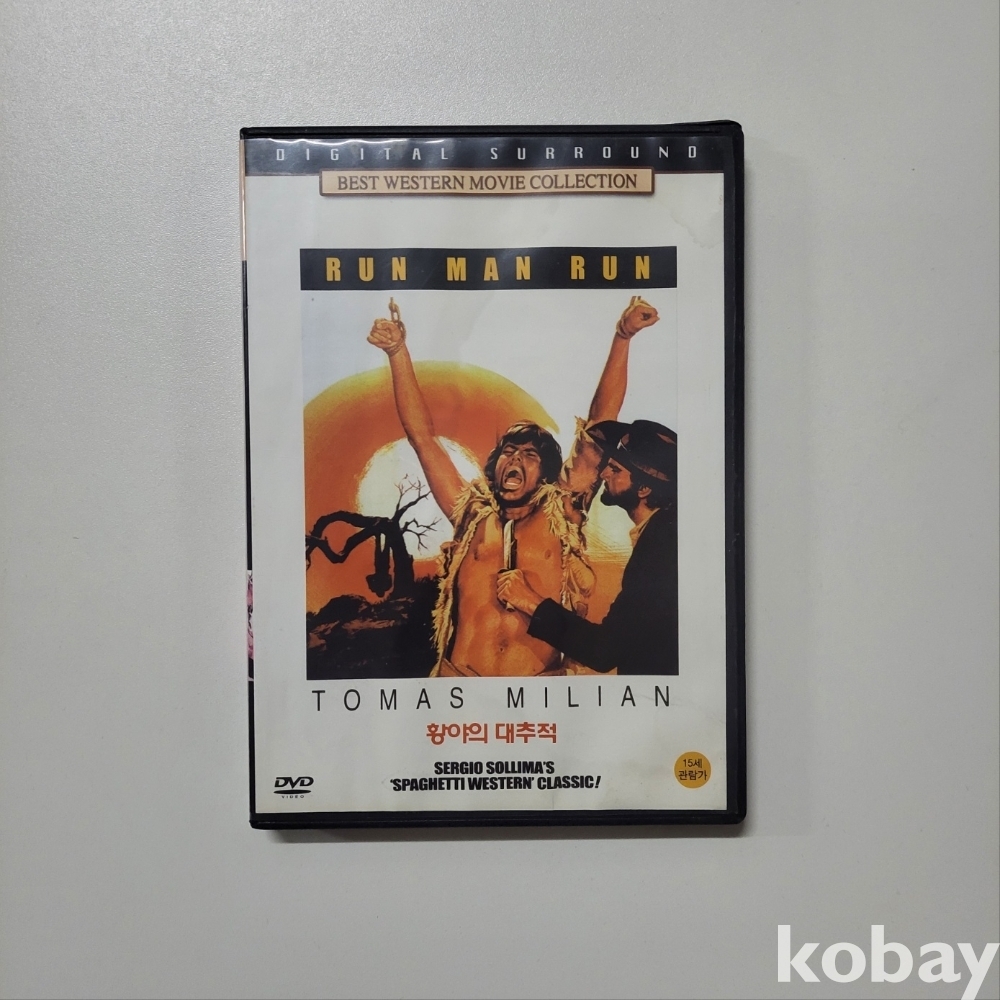 DIGITAL SURROUND
BEST WESTERN MOVIE COLLECTION
RUN MAN RUN
TOMAS MILIAN
황야의 대추적
SERGIO SOLLIMA'S
'SPAGHETTI WESTERN' CLASSIC!
DVD
VIDEO
15세
관람가
kobay